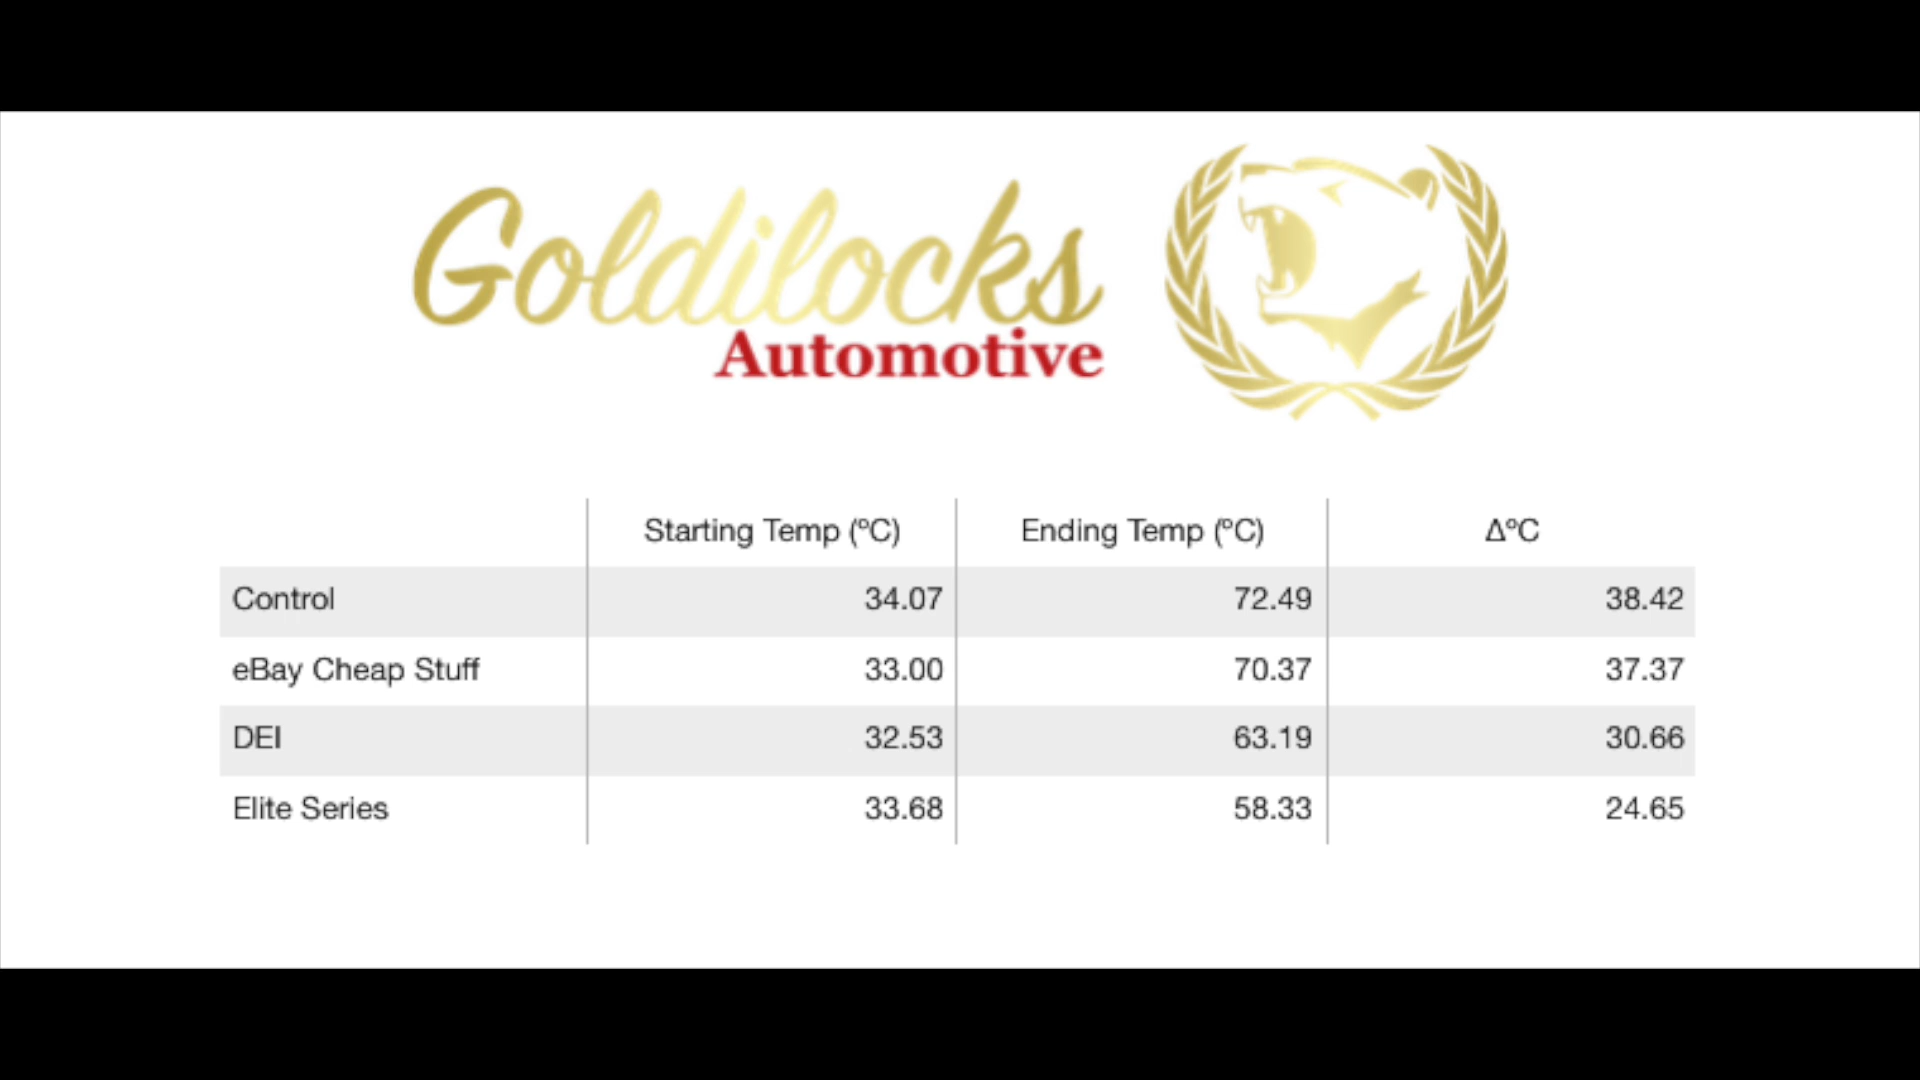 Goldilocks
Automotive
Starting Temp (ºC) Ending Temp (ºC) ΔºC
Control 34.07 72.49 38.42
eBay Cheap Stuff 33.00 70.37 37.37
DEI 32.53 63.19 30.66
Elite Series 33.68 58.33 24.65